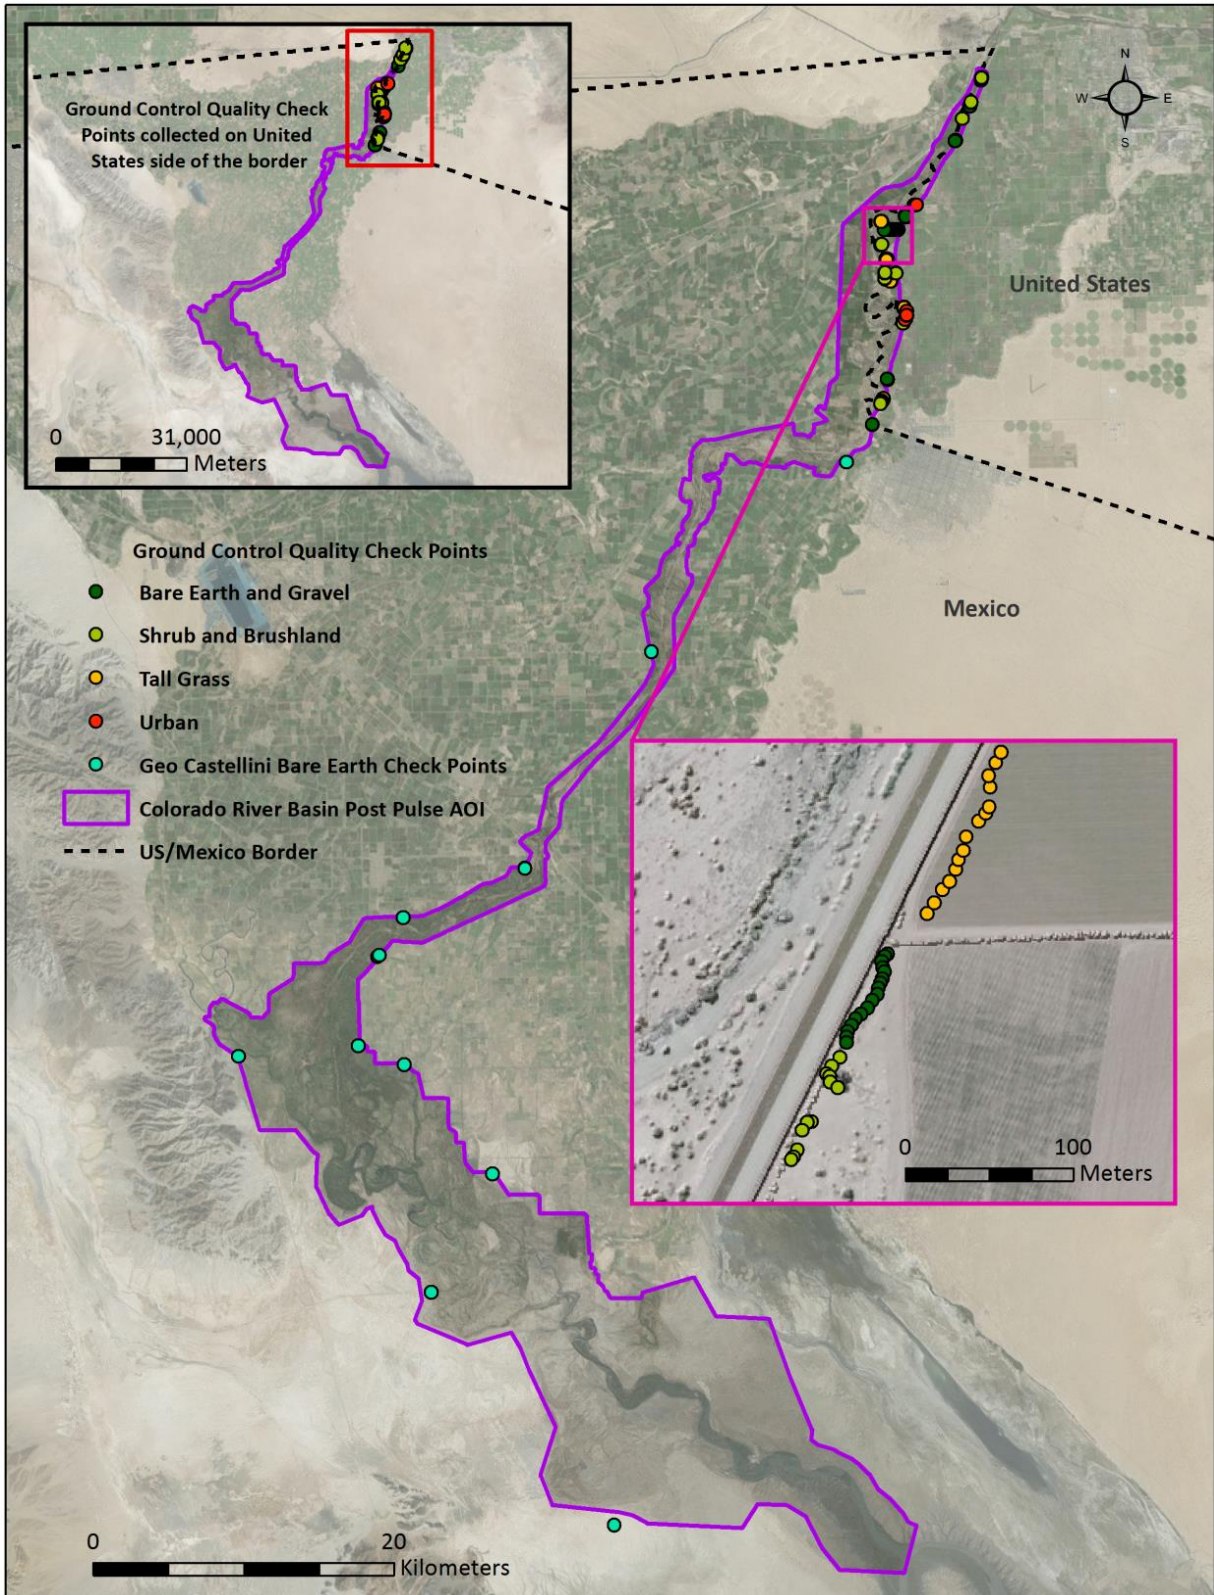 Ground Control Quality Check
Points collected on United
States side of the border
0 31,000
Meters
N
W E
S
United States
Mexico
Ground Control Quality Check Points
Bare Earth and Gravel
Shrub and Brushland
Tall Grass
Urban
Geo Castellini Bare Earth Check Points
Colorado River Basin Post Pulse AOI
US/Mexico Border
0 100
Meters
0 20
Kilometers